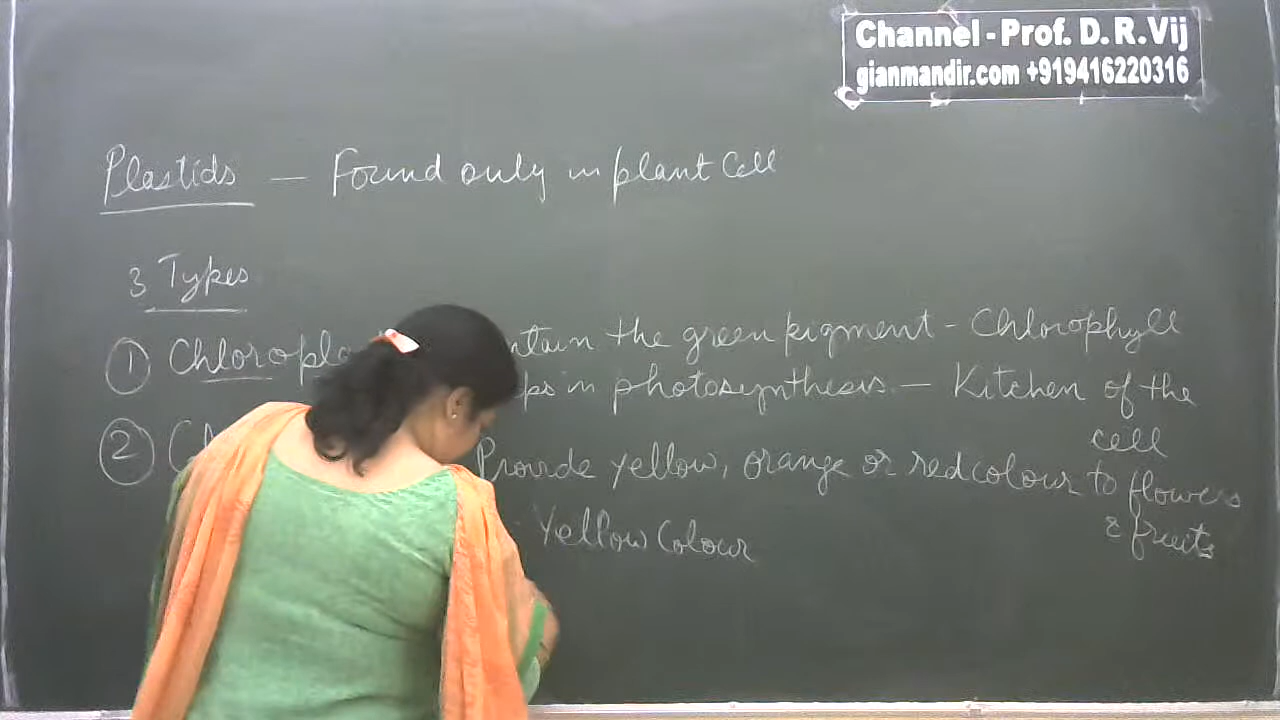 Channel - Prof. D. R. Vij
gianmandir.com +919416220316
Plastids — Found only in plant Cell
3 Types
① Chloropla ntain the green pigment - Chlorophyll
ps in photosynthesis. — Kitchen of the
cell
② Provide yellow, orange or red colour to flowers
& fruits
Yellow Colour